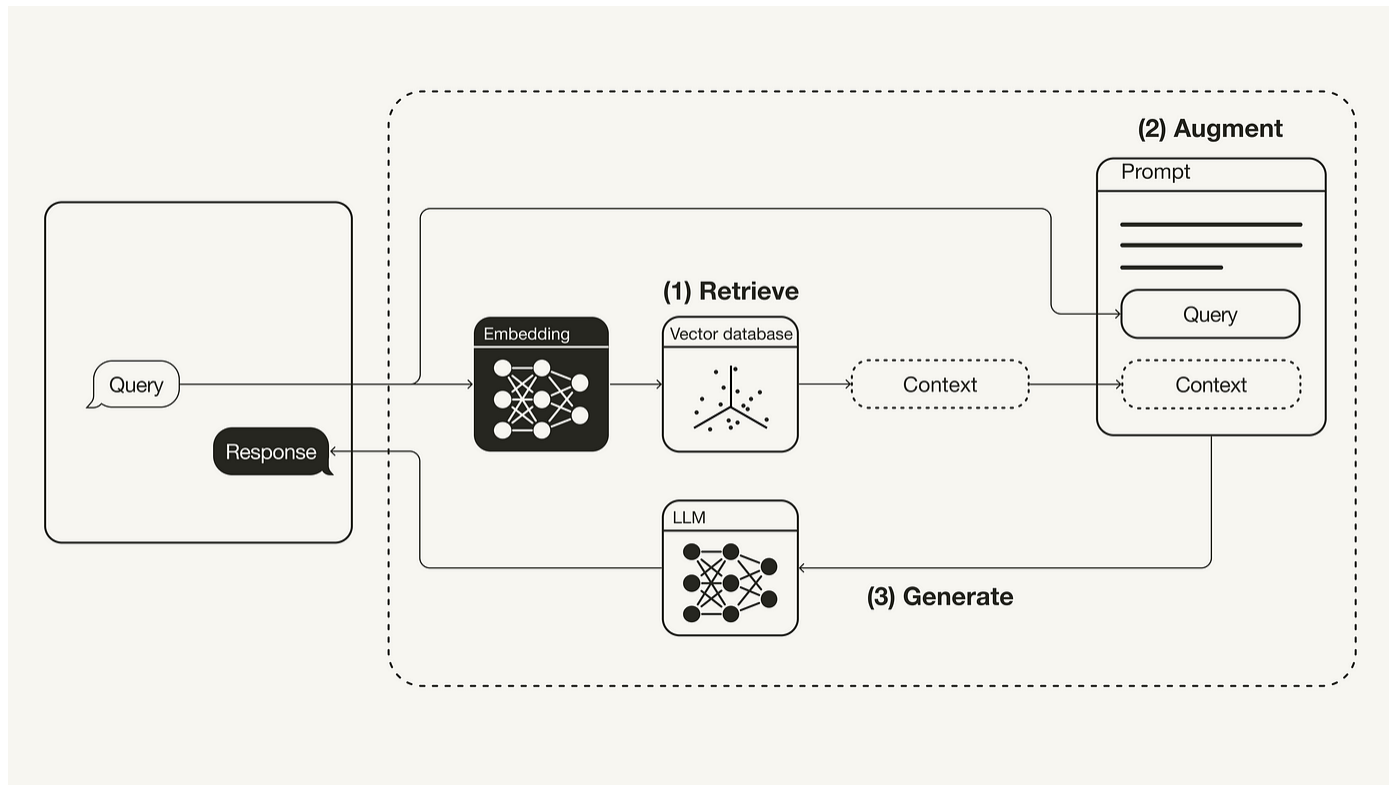 (2) Augment
Prompt
(1) Retrieve
Embedding
Vector database
Query
Query
Context
Context
Response
LLM
(3) Generate